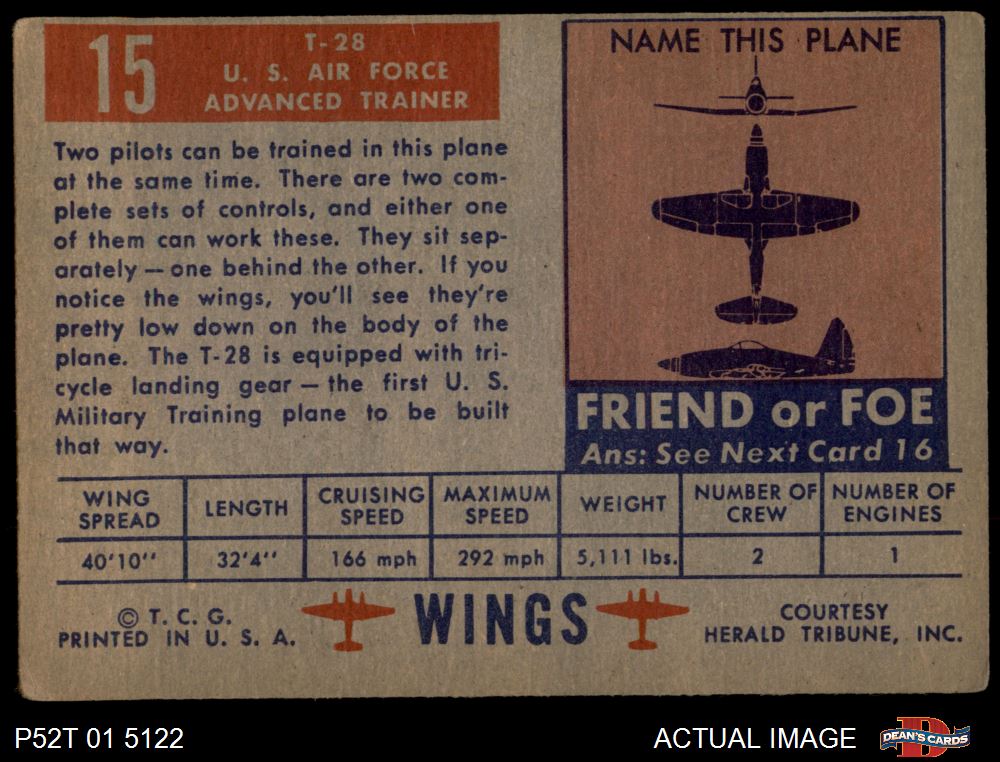 15
T-28
U. S. AIR FORCE
ADVANCED TRAINER
Two pilots can be trained in this plane
at the same time. There are two com-
plete sets of controls, and either one
of them can work these. They sit sep-
arately — one behind the other. If you
notice the wings, you'll see they're
pretty low down on the body of the
plane. The T-28 is equipped with tri-
cycle landing gear — the first U. S.
Military Training plane to be built
that way.
NAME THIS PLANE
FRIEND or FOE
Ans: See Next Card 16
WING SPREAD
LENGTH
CRUISING SPEED
MAXIMUM SPEED
WEIGHT
NUMBER OF CREW
NUMBER OF ENGINES
40'10''
32'4''
166 mph
292 mph
5,111 lbs.
2
1
© T. C. G.
PRINTED IN U. S. A.
WINGS
COURTESY
HERALD TRIBUNE, INC.
P52T 01 5122
ACTUAL IMAGE
D
DEAN'S CARDS